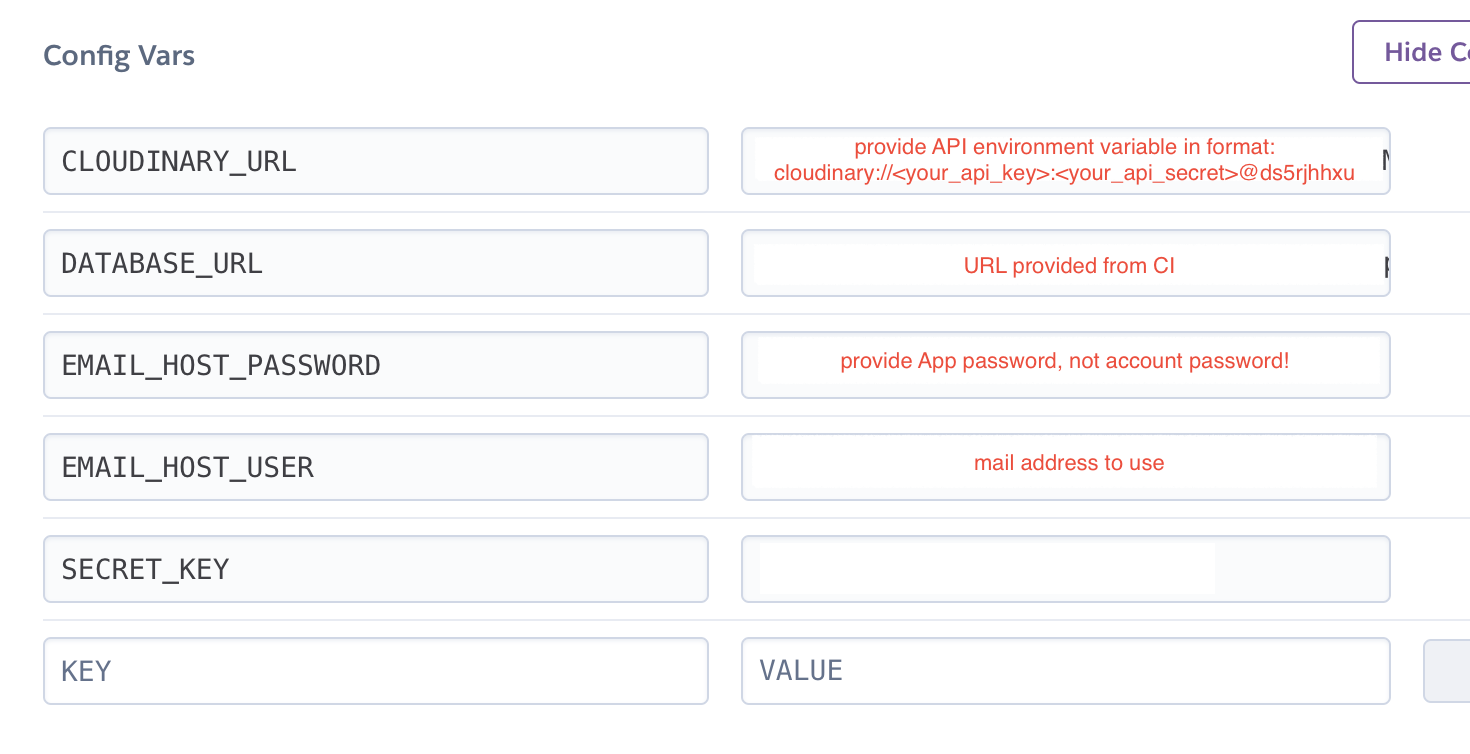 Config Vars
Hide Co
CLOUDINARY_URL
provide API environment variable in format:
cloudinary://<your_api_key>:<your_api_secret>@ds5rjhhxu
DATABASE_URL
URL provided from CI
EMAIL_HOST_PASSWORD
provide App password, not account password!
EMAIL_HOST_USER
mail address to use
SECRET_KEY
KEY
VALUE